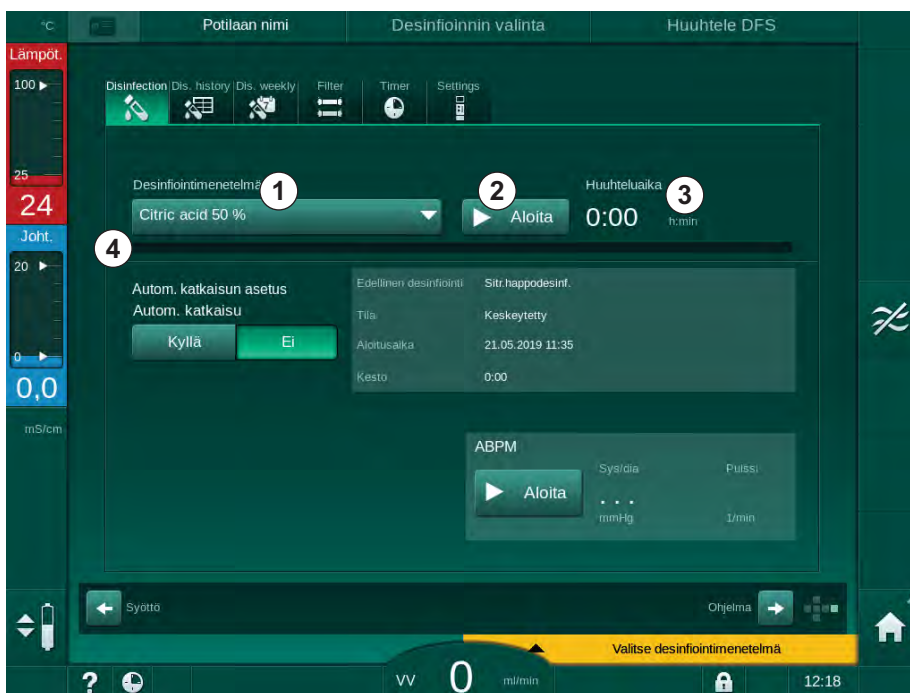 °C
Potilaan nimi
Desinfioinnin valinta
Huuhtele DFS
Lämpöt.
100
25
24
Joht.
20
0
0,0
mS/cm
Disinfection
Dis. history
Dis. weekly
Filter
Timer
Settings
7
Desinfiointimenetelmä
1
Citric acid 50 %
2
Aloita
Huuhteluaika
3
0:00
h:min
4
Autom. katkaisun asetus
Autom. katkaisu
Kyllä
Ei
Edellinen desinfiointi Sitr.happodesinf.
Tila Keskeytetty
Aloitusaika 21.05.2019 11:35
Kesto 0:00
ABPM
Aloita
Sys/dia
Pulssi
. . .
mmHg
1/min
Syöttö
Ohjelma
Valitse desinfiointimenetelmä
?
VV 0 ml/min
12:18